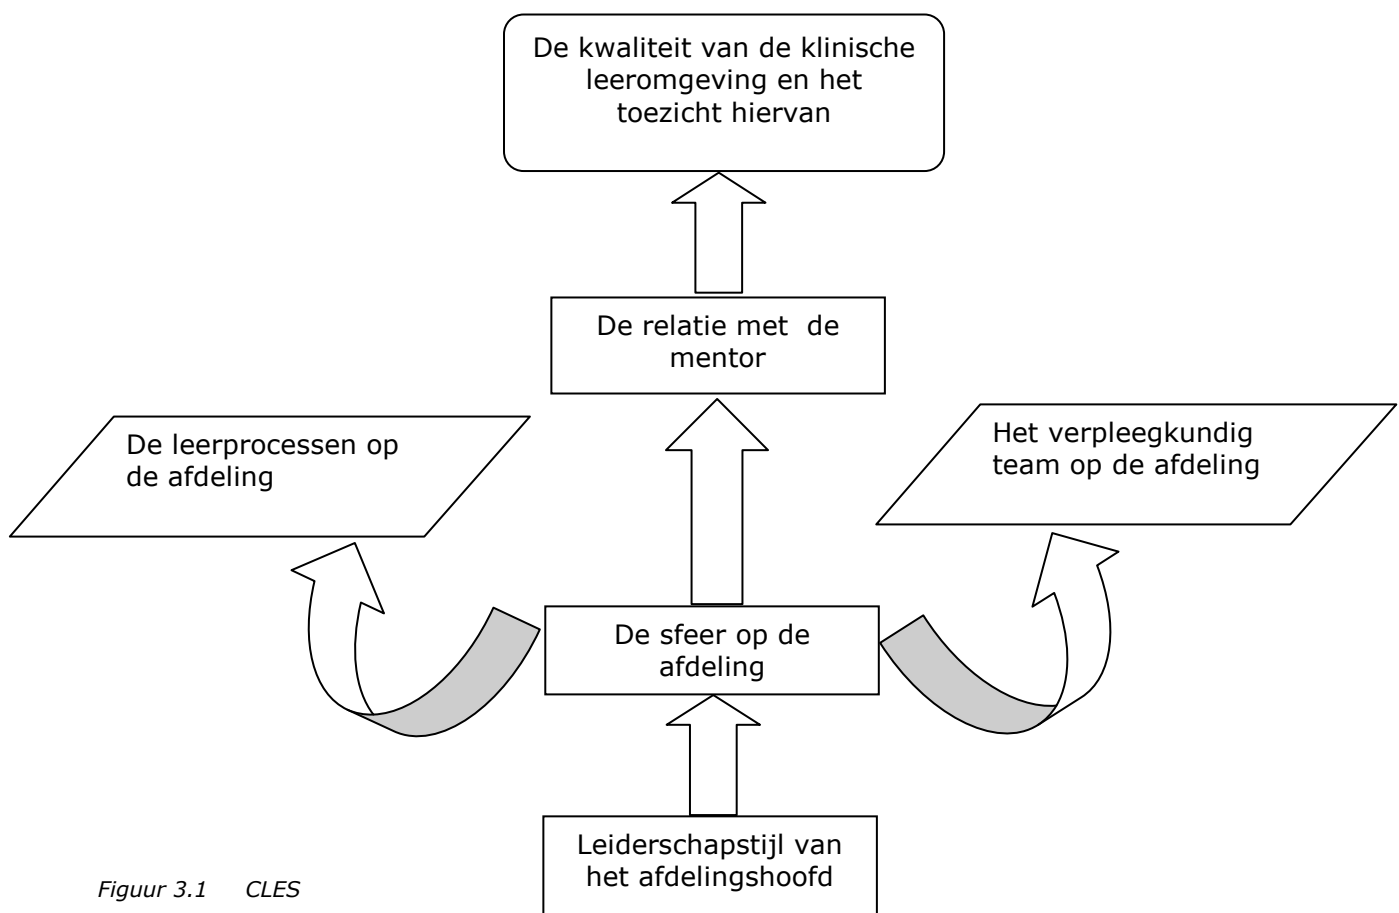 De kwaliteit van de klinische
leeromgeving en het
toezicht hiervan
De relatie met de
mentor
De leerprocessen op
de afdeling
Het verpleegkundig
team op de afdeling
De sfeer op de
afdeling
Leiderschapstijl van
het afdelingshoofd
Figuur 3.1 CLES